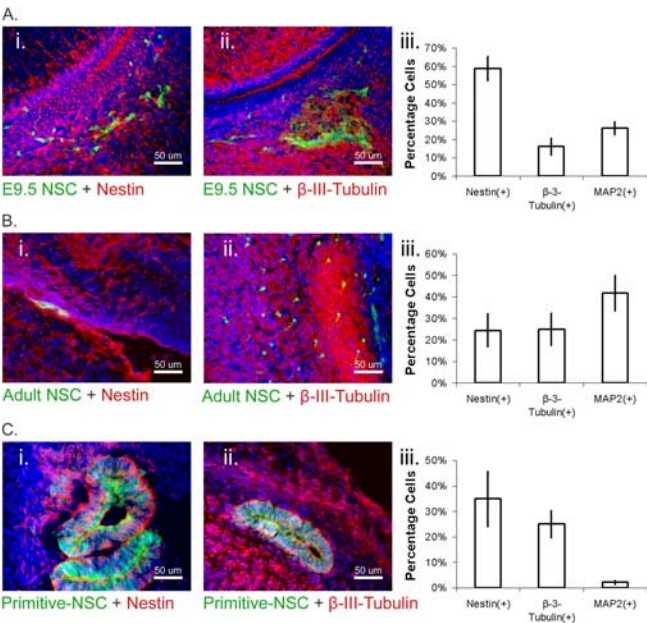 A.
i.
50 um
E9.5 NSC + Nestin
ii.
50 um
E9.5 NSC + β-III-Tubulin
iii.
Percentage Cells
70%
60%
50%
40%
30%
20%
10%
0%
Nestin(+)
β-3-
Tubulin(+)
MAP2(+)
B.
i.
50 um
Adult NSC + Nestin
ii.
50 um
Adult NSC + β-III-Tubulin
iii.
Percentage Cells
60%
50%
40%
30%
20%
10%
0%
Nestin(+)
β-3-
Tubulin(+)
MAP2(+)
C.
i.
50 um
Primitive-NSC + Nestin
ii.
50 um
Primitive-NSC + β-III-Tubulin
iii.
Percentage Cells
50%
40%
30%
20%
10%
0%
Nestin(+)
β-3-
Tubulin(+)
MAP2(+)